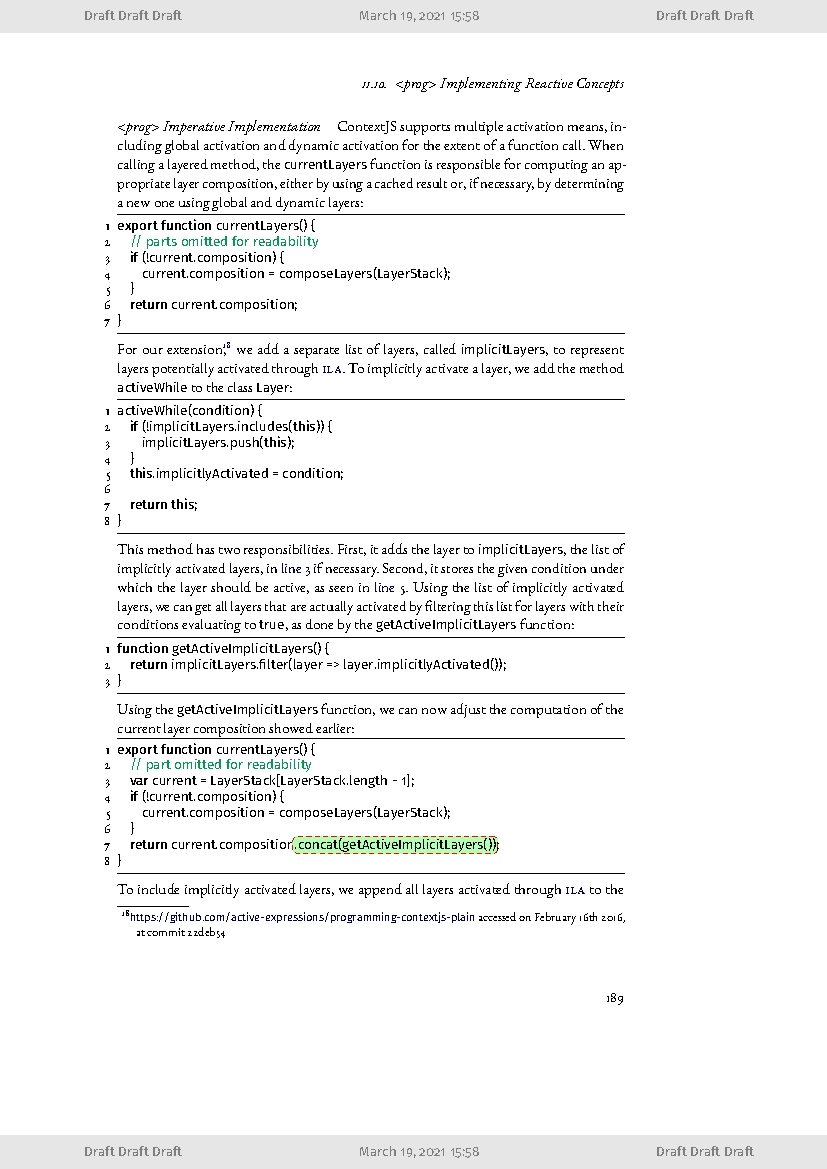 Draft Draft Draft March 19, 2021 15:58 Draft Draft Draft
11.10. <prog> Implementing Reactive Concepts
<prog> Imperative Implementation ContextJS supports multiple activation means, in-
cluding global activation and dynamic activation for the extent of a function call. When
calling a layered method, the currentLayers function is responsible for computing an ap-
propriate layer composition, either by using a cached result or, if necessary, by determining
a new one using global and dynamic layers:
1 export function currentLayers() {
2 // parts omitted for readability
3 if (!current.composition) {
4 current.composition = composeLayers(LayerStack);
5 }
6 return current.composition;
7 }
For our extension,18 we add a separate list of layers, called implicitLayers, to represent
layers potentially activated through ILA. To implicitly activate a layer, we add the method
activeWhile to the class Layer:
1 activeWhile(condition) {
2 if (!implicitLayers.includes(this)) {
3 implicitLayers.push(this);
4 }
5 this.implicitlyActivated = condition;
6
7 return this;
8 }
This method has two responsibilities. First, it adds the layer to implicitLayers, the list of
implicitly activated layers, in line 3 if necessary. Second, it stores the given condition under
which the layer should be active, as seen in line 5. Using the list of implicitly activated
layers, we can get all layers that are actually activated by filtering this list for layers with their
conditions evaluating to true, as done by the getActiveImplicitLayers function:
1 function getActiveImplicitLayers() {
2 return implicitLayers.filter(layer => layer.implicitlyActivated());
3 }
Using the getActiveImplicitLayers function, we can now adjust the computation of the
current layer composition showed earlier:
1 export function currentLayers() {
2 // part omitted for readability
3 var current = LayerStack[LayerStack.length - 1];
4 if (!current.composition) {
5 current.composition = composeLayers(LayerStack);
6 }
7 return current.composition.concat(getActiveImplicitLayers());
8 }
To include implicitly activated layers, we append all layers activated through ILA to the
18https://github.com/active-expressions/programming-contextjs-plain accessed on February 16th 2016,
at commit 22deb54
189
Draft Draft Draft March 19, 2021 15:58 Draft Draft Draft